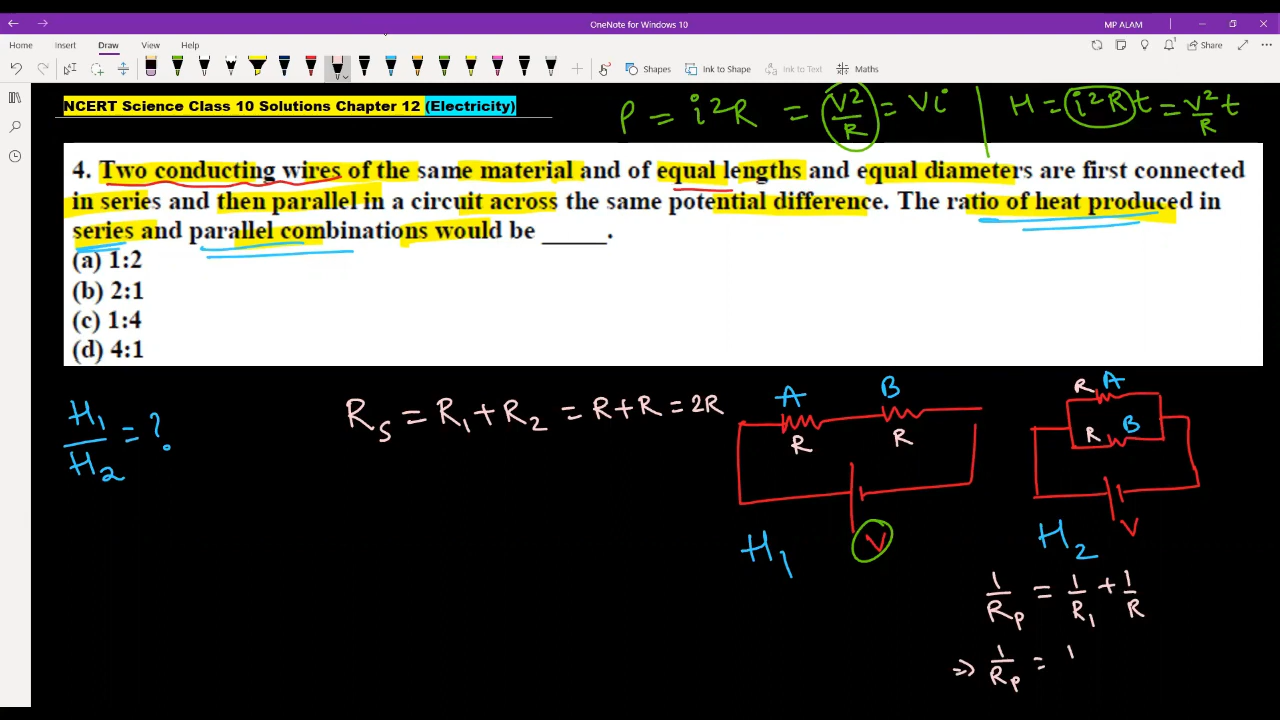 OneNote for Windows 10
MP ALAM
Home Insert Draw View Help
Share
Shapes Ink to Shape Ink to Text Maths
NCERT Science Class 10 Solutions Chapter 12 (Electricity)
P = i²R = V²/R = Vi | H = i²Rt = V²/R t
4. Two conducting wires of the same material and of equal lengths and equal diameters are first connected
in series and then parallel in a circuit across the same potential difference. The ratio of heat produced in
series and parallel combinations would be _____.
(a) 1:2
(b) 2:1
(c) 1:4
(d) 4:1
H₁/H₂ = ?
R_S = R₁ + R₂ = R + R = 2R
A B
R R
V
H₁
R A
R B
V
H₂
1/R_P = 1/R₁ + 1/R
=> 1/R_P = 1